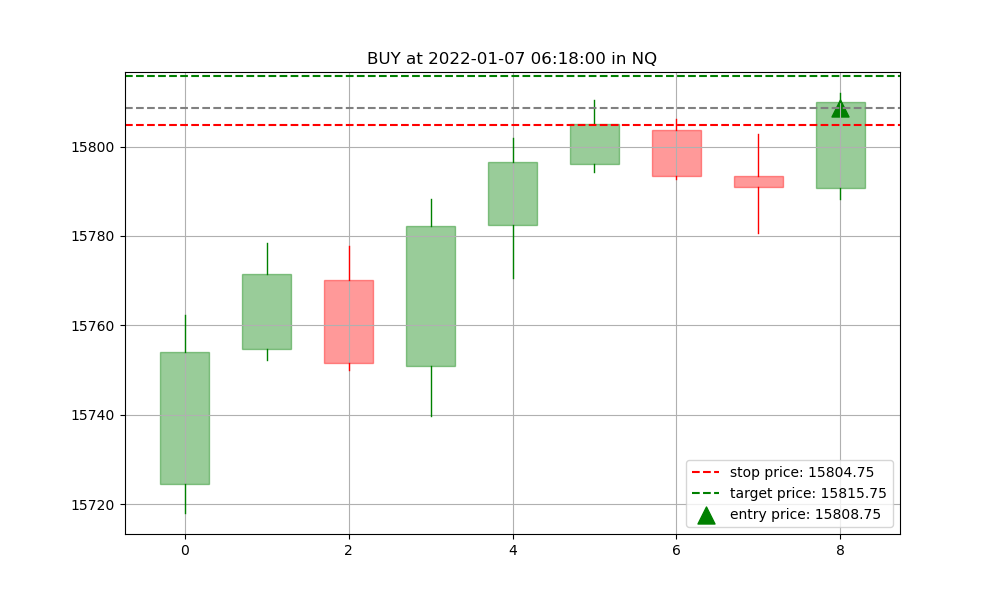 BUY at 2022-01-07 06:18:00 in NQ
15800
15780
15760
15740
15720
0 2 4 6 8
stop price: 15804.75
target price: 15815.75
entry price: 15808.75